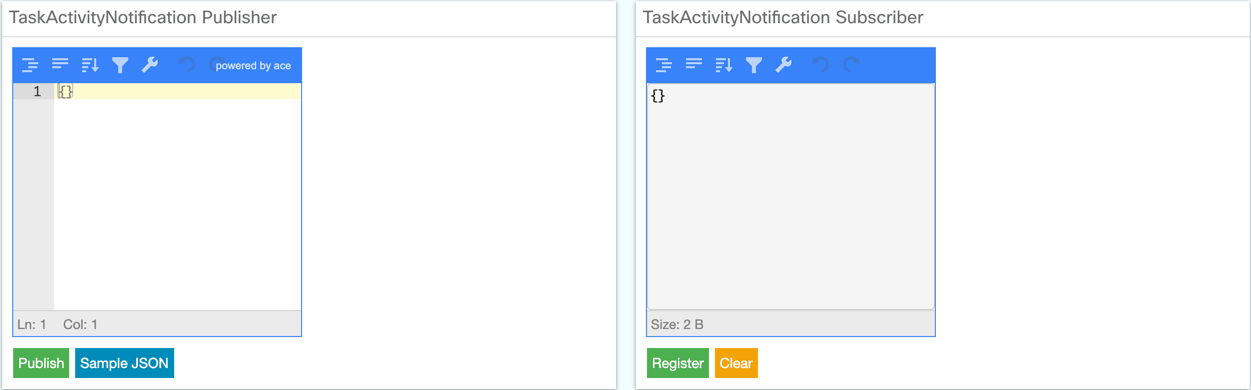 TaskActivityNotification Publisher
powered by ace
1 {}
Ln: 1 Col: 1
Publish Sample JSON
TaskActivityNotification Subscriber
{}
Size: 2 B
Register Clear